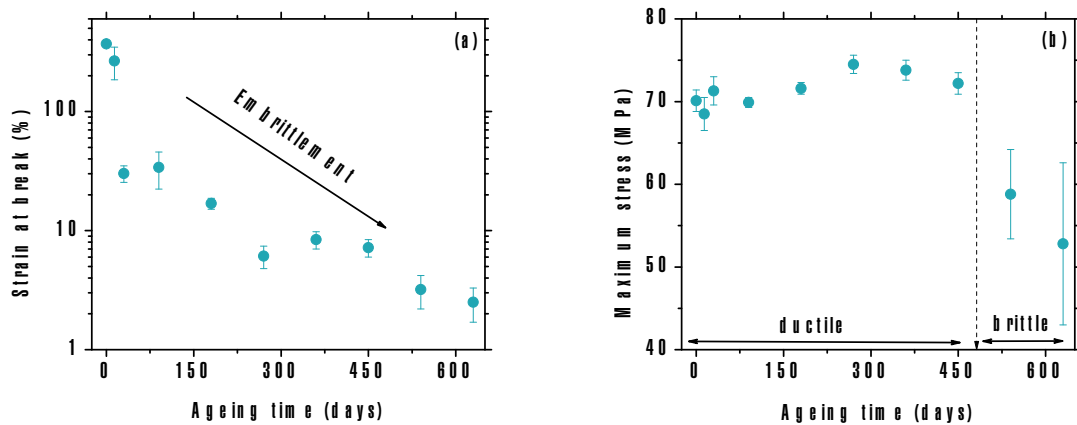 (a)
Strain at break (%)
100
10
1
Embrittlement
0 150 300 450 600
Ageing time (days)
(b)
Maximum stress (MPa)
80
70
60
50
40
ductile
brittle
0 150 300 450 600
Ageing time (days)